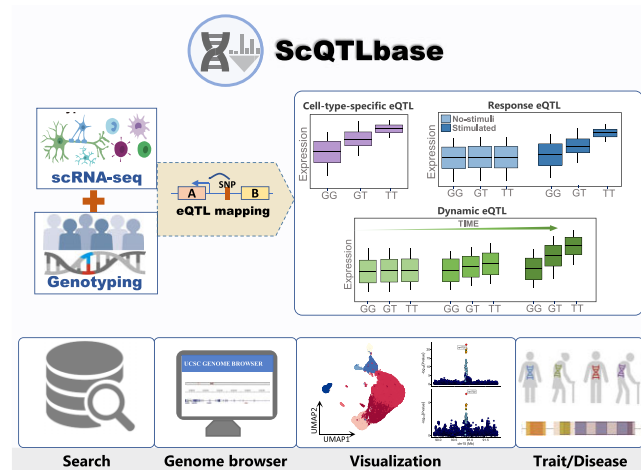 ScQTLbase
scRNA-seq
Genotyping
SNP
A
B
eQTL mapping
Cell-type-specific eQTL
Expression
GG GT TT
Response eQTL
No-stimuli
Stimulated
Expression
GG GT TT GG GT TT
Dynamic eQTL
TIME
Expression
GG GT TT GG GT TT GG GT TT
UCSC GENOME BROWSER
UMAP2
UMAP1
Search
Genome browser
Visualization
Trait/Disease